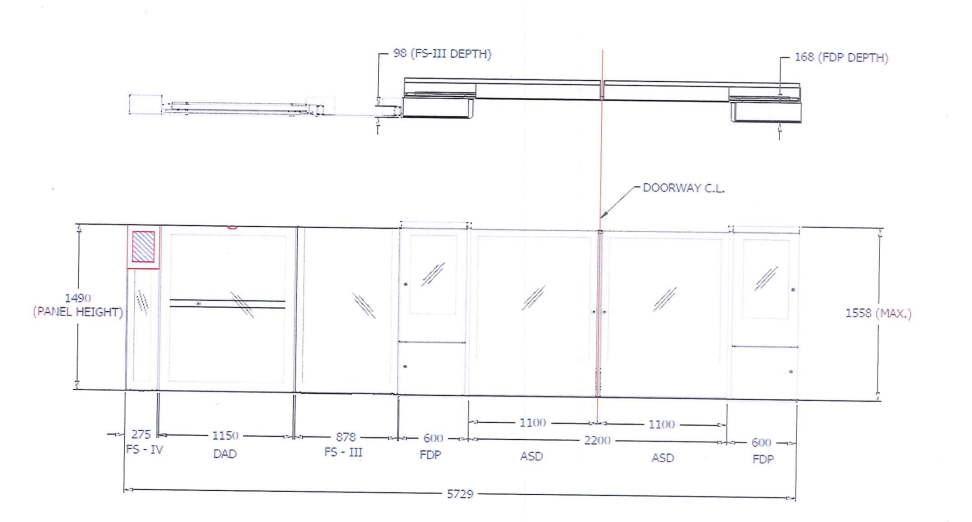 98 (FS-III DEPTH)
168 (FDP DEPTH)
DOORWAY C.L.
1490
(PANEL HEIGHT)
1558 (MAX.)
1100
1100
275
1150
878
600
2200
600
FS - IV
DAD
FS - III
FDP
ASD
ASD
FDP
5729